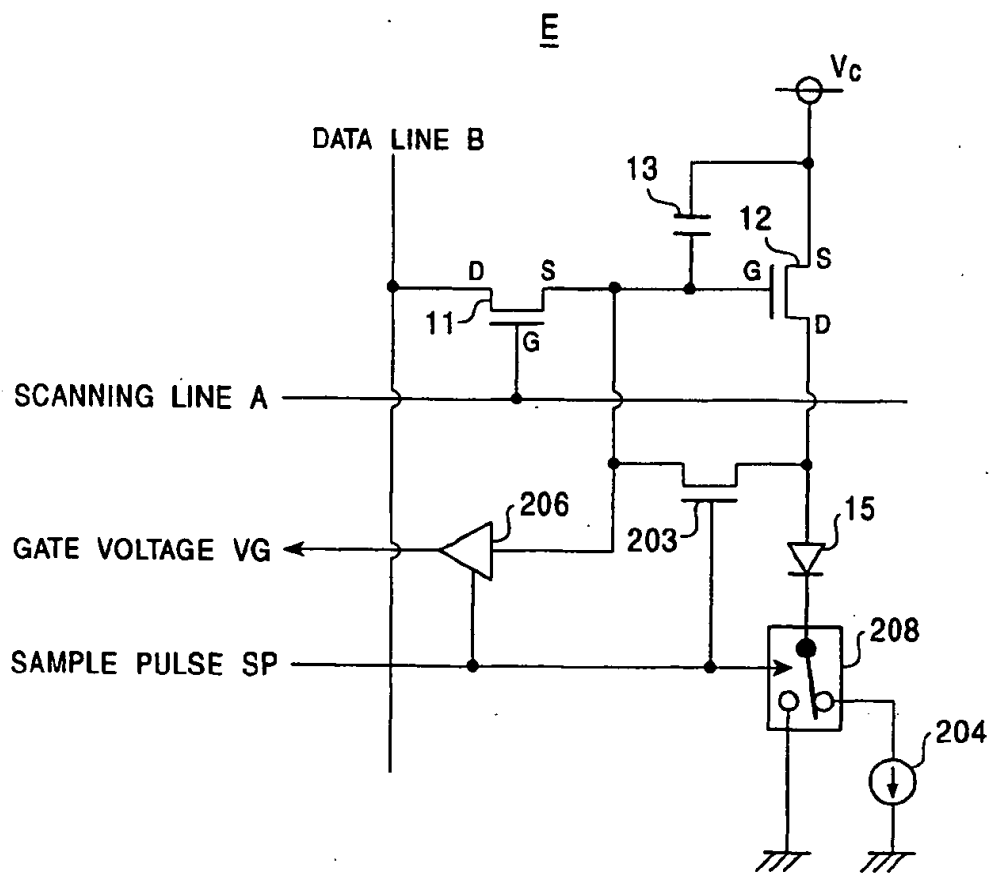 E
Vc
DATA LINE B
13
12
S
G
D
S
11
G
D
SCANNING LINE A
206
15
203
GATE VOLTAGE VG
208
SAMPLE PULSE SP
204